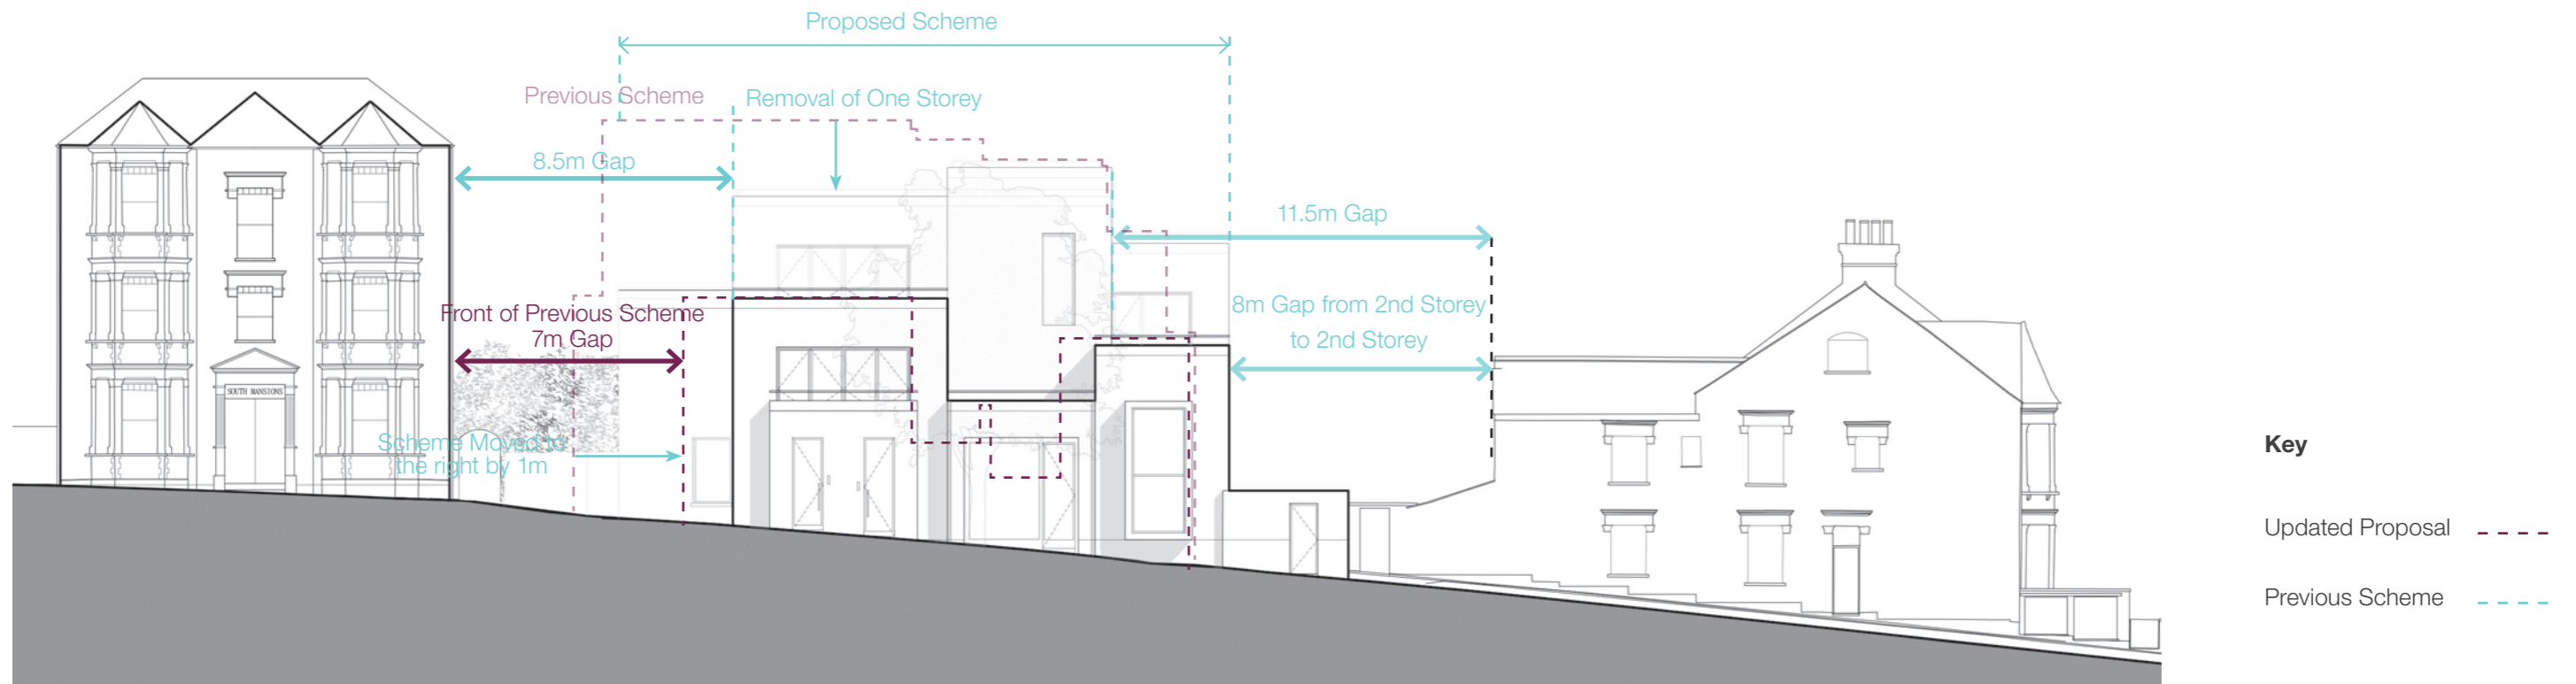 Proposed Scheme
Previous Scheme
Removal of One Storey
8.5m Gap
11.5m Gap
Front of Previous Scheme
7m Gap
8m Gap from 2nd Storey
to 2nd Storey
SOUTH MANSIONS
Scheme Moved to
the right by 1m
Key
Updated Proposal
Previous Scheme